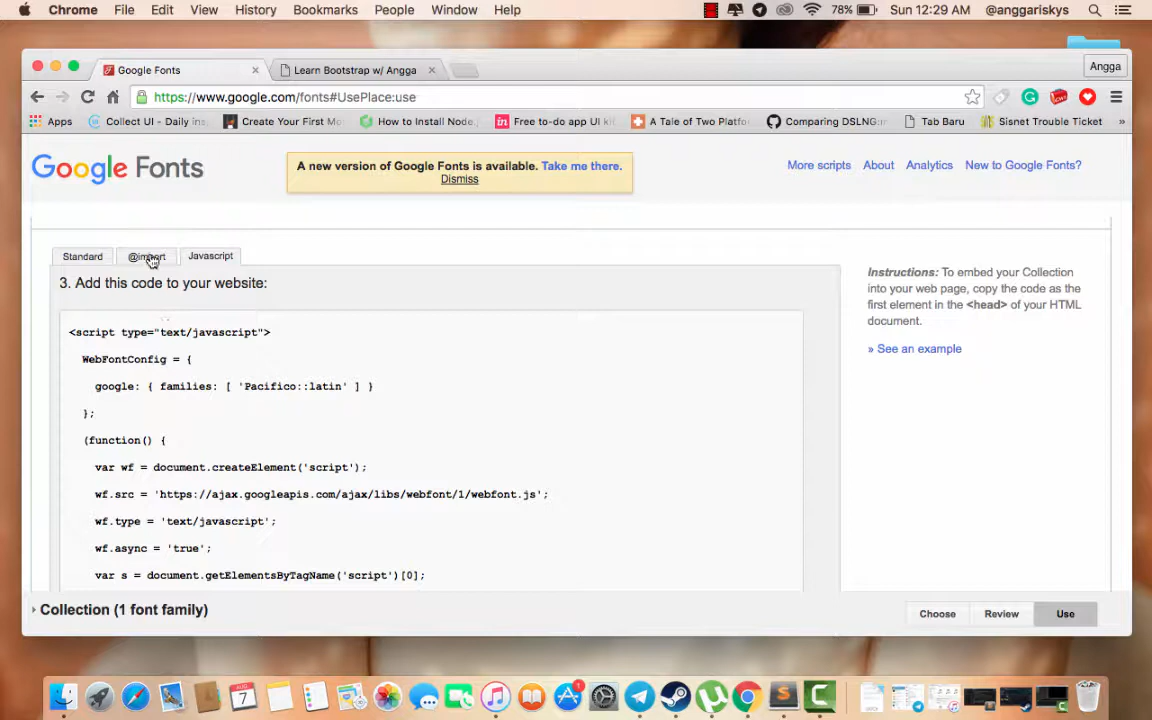 Chrome File Edit View History Bookmarks People Window Help 78% Sun 12:29 AM @anggariskys
Google Fonts Learn Bootstrap w/ Angga Angga
https://www.google.com/fonts#UsePlace:use
Apps Collect UI - Daily ins Create Your First Mo How to Install Node. Free to-do app UI ki A Tale of Two Platfo Comparing DSLNG: Tab Baru Sisnet Trouble Ticket »
Google Fonts
A new version of Google Fonts is available. Take me there.
Dismiss
More scripts About Analytics New to Google Fonts?
Standard @import Javascript
3. Add this code to your website:
<script type="text/javascript">
WebFontConfig = {
google: { families: [ 'Pacifico::latin' ] }
};
(function() {
var wf = document.createElement('script');
wf.src = 'https://ajax.googleapis.com/ajax/libs/webfont/1/webfont.js';
wf.type = 'text/javascript';
wf.async = 'true';
var s = document.getElementsByTagName('script')[0];
Instructions: To embed your Collection
into your web page, copy the code as the
first element in the <head> of your HTML
document.
» See an example
Collection (1 font family)
Choose Review Use
7
1